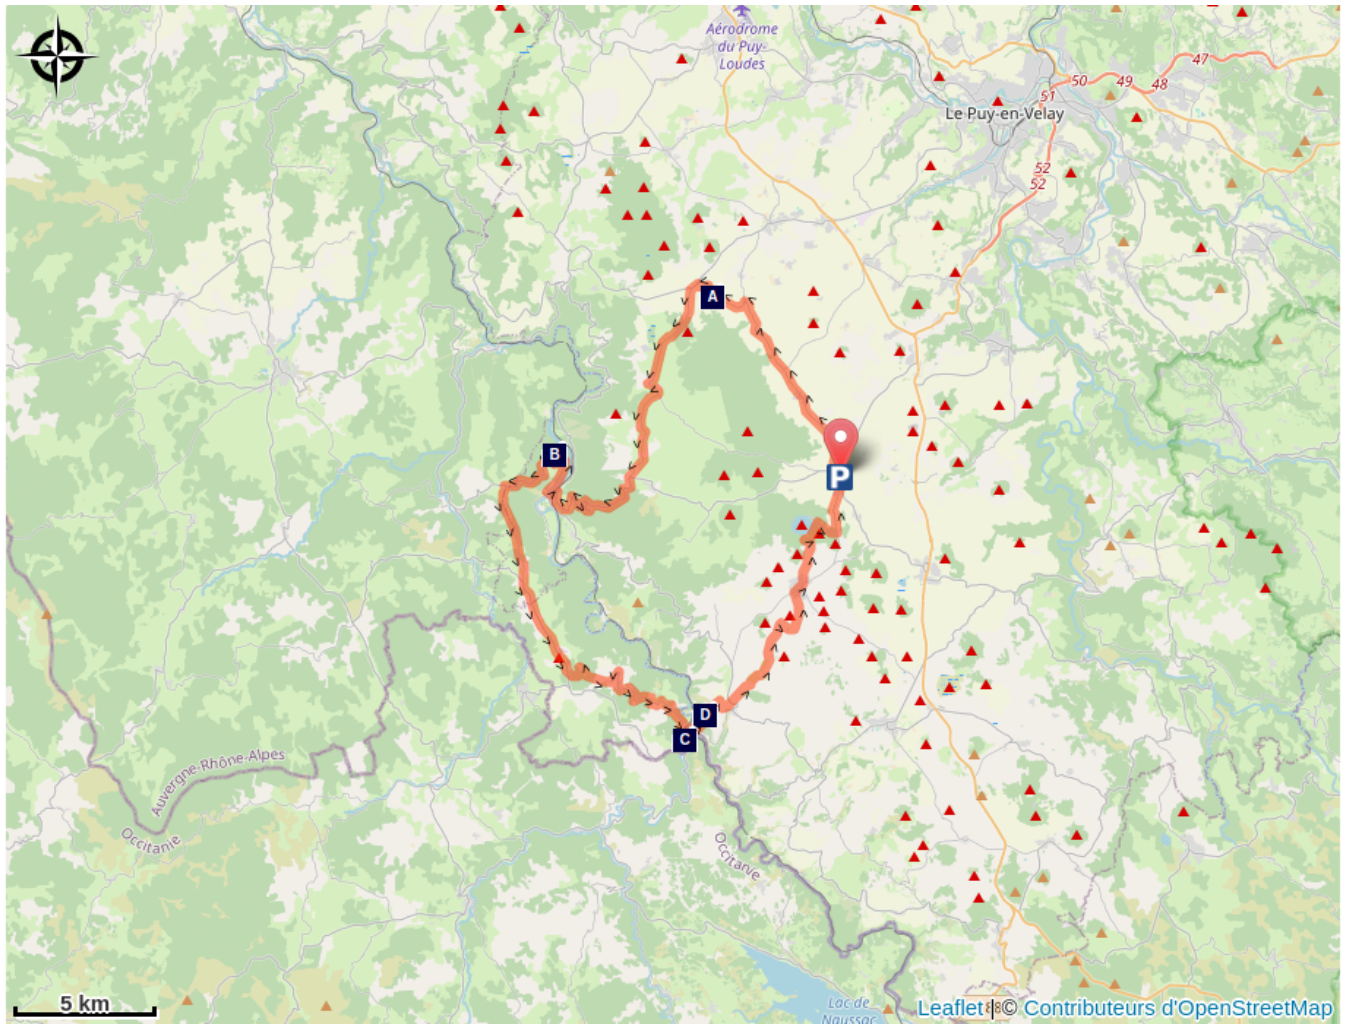 Aérodrome
du Puy-
Loudes
47
50
49
48
51
Le Puy-en-Velay
52
52
A
B
P
D
C
Auvergne-Rhône-Alpes
Occitanie
Occitanie
5 km
Lac de
Naussac
Leaflet | © Contributeurs d'OpenStreetMap